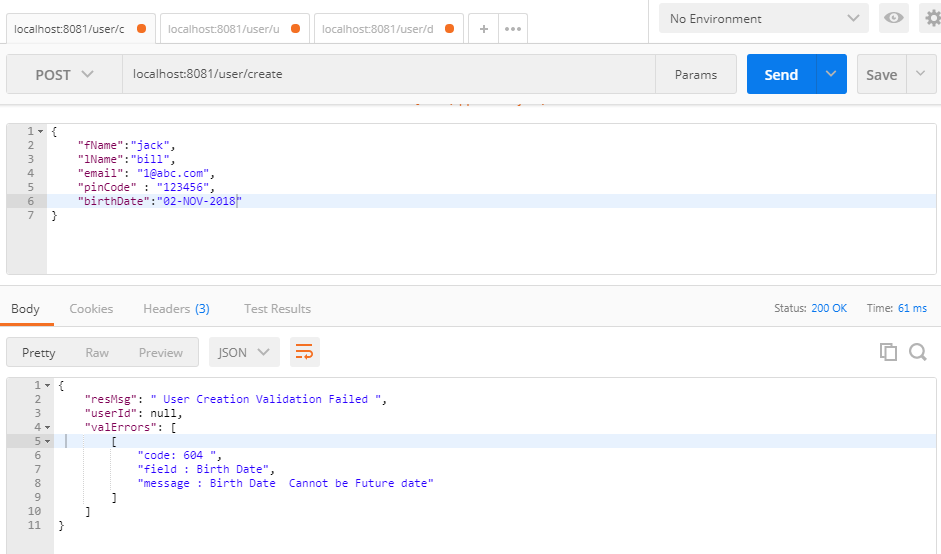 localhost:8081/user/c localhost:8081/user/u localhost:8081/user/d + ••• No Environment
POST localhost:8081/user/create Params Send Save
1 {
2 "fName":"jack",
3 "lName":"bill",
4 "email": "1@abc.com",
5 "pinCode" : "123456",
6 "birthDate":"02-NOV-2018"
7 }
Body Cookies Headers (3) Test Results Status: 200 OK Time: 61 ms
Pretty Raw Preview JSON
1 {
2 "resMsg": " User Creation Validation Failed ",
3 "userId": null,
4 "valErrors": [
5 [
6 "code: 604 ",
7 "field : Birth Date",
8 "message : Birth Date  Cannot be Future date"
9 ]
10 ]
11 }